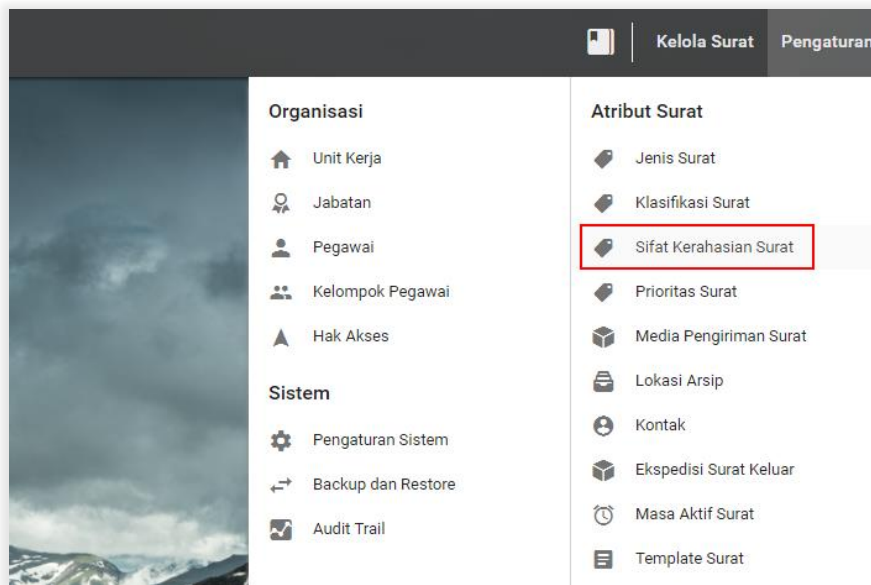 Kelola Surat
Pengaturan
Organisasi
Unit Kerja
Jabatan
Pegawai
Kelompok Pegawai
Hak Akses
Sistem
Pengaturan Sistem
Backup dan Restore
Audit Trail
Atribut Surat
Jenis Surat
Klasifikasi Surat
Sifat Kerahasian Surat
Prioritas Surat
Media Pengiriman Surat
Lokasi Arsip
Kontak
Ekspedisi Surat Keluar
Masa Aktif Surat
Template Surat